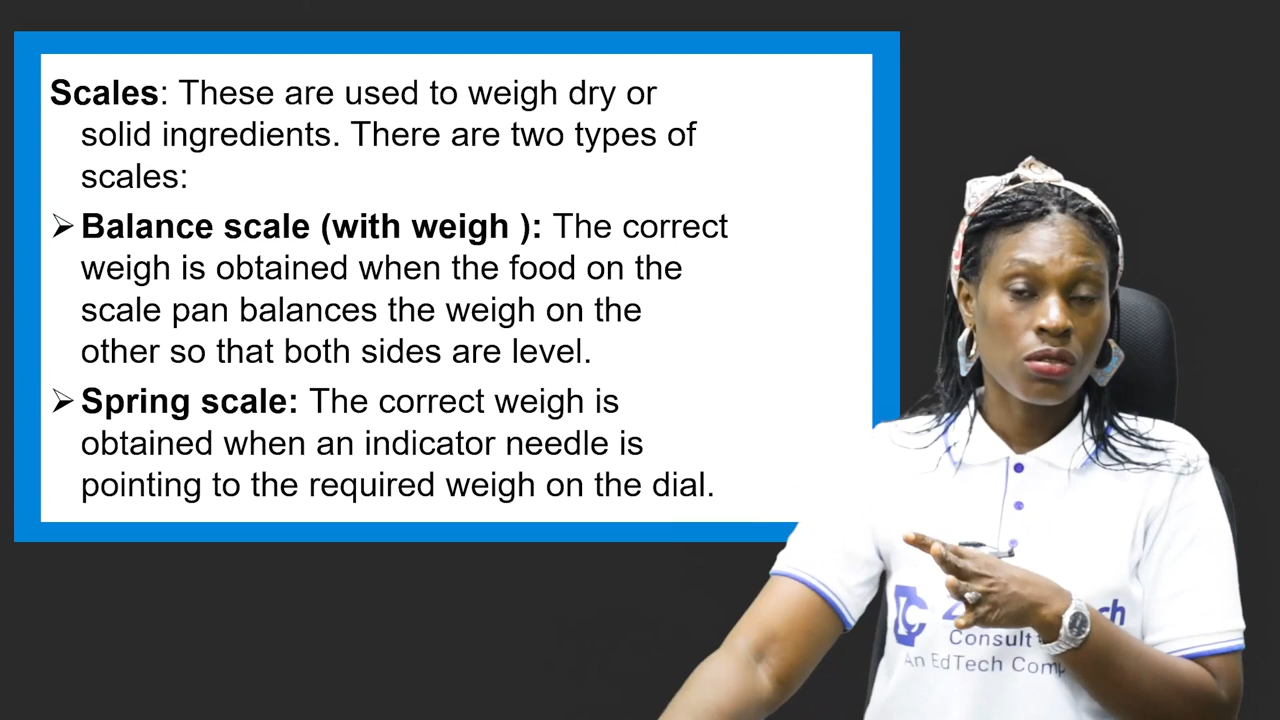 Scales: These are used to weigh dry or
solid ingredients. There are two types of
scales:
➢ Balance scale (with weigh ): The correct
weigh is obtained when the food on the
scale pan balances the weigh on the
other so that both sides are level.
➢ Spring scale: The correct weigh is
obtained when an indicator needle is
pointing to the required weigh on the dial.
Consult
An EdTech Comp